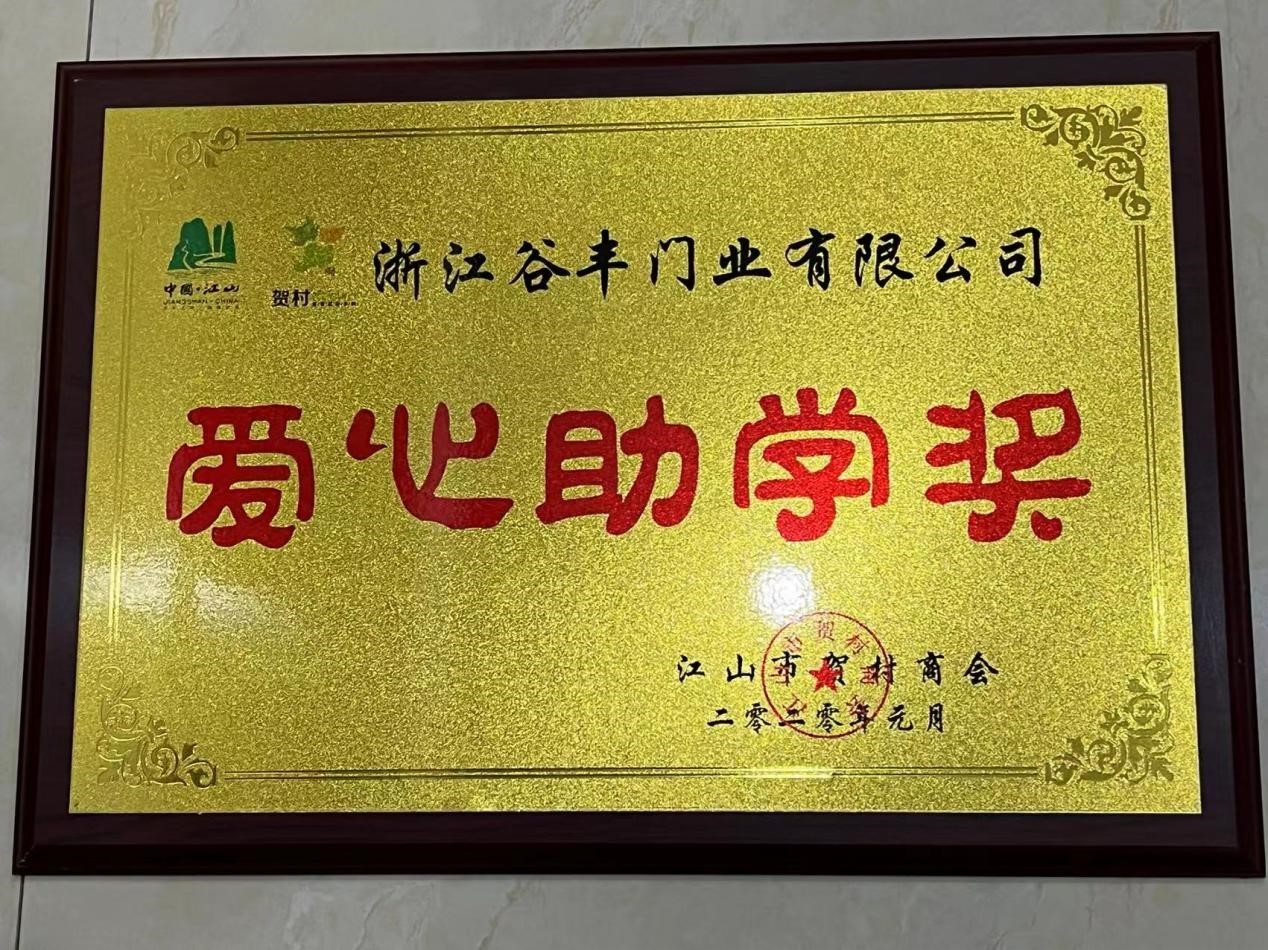 浙江谷丰门业有限公司
中国·江山
JIANGSHAN·CHINA
贺村
爱心助学奖
江山市贺村商会
二零二零年元月